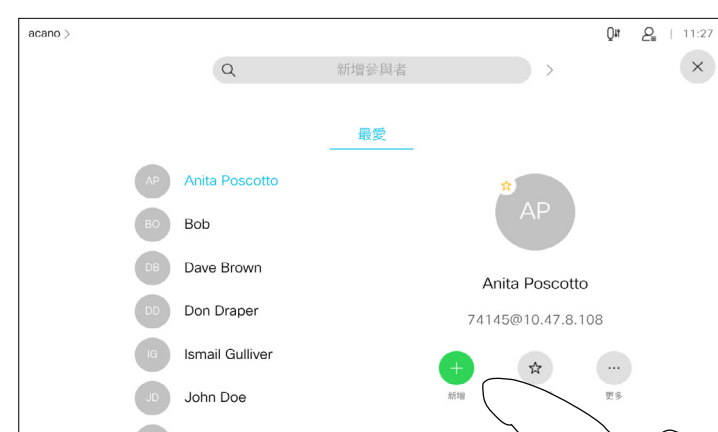 acano >
11:27
新增參與者
最愛
AP Anita Poscotto
BO Bob
DB Dave Brown
DD Don Draper
IG Ismail Gulliver
JD John Doe
AP
Anita Poscotto
74145@10.47.8.108
新增
更多